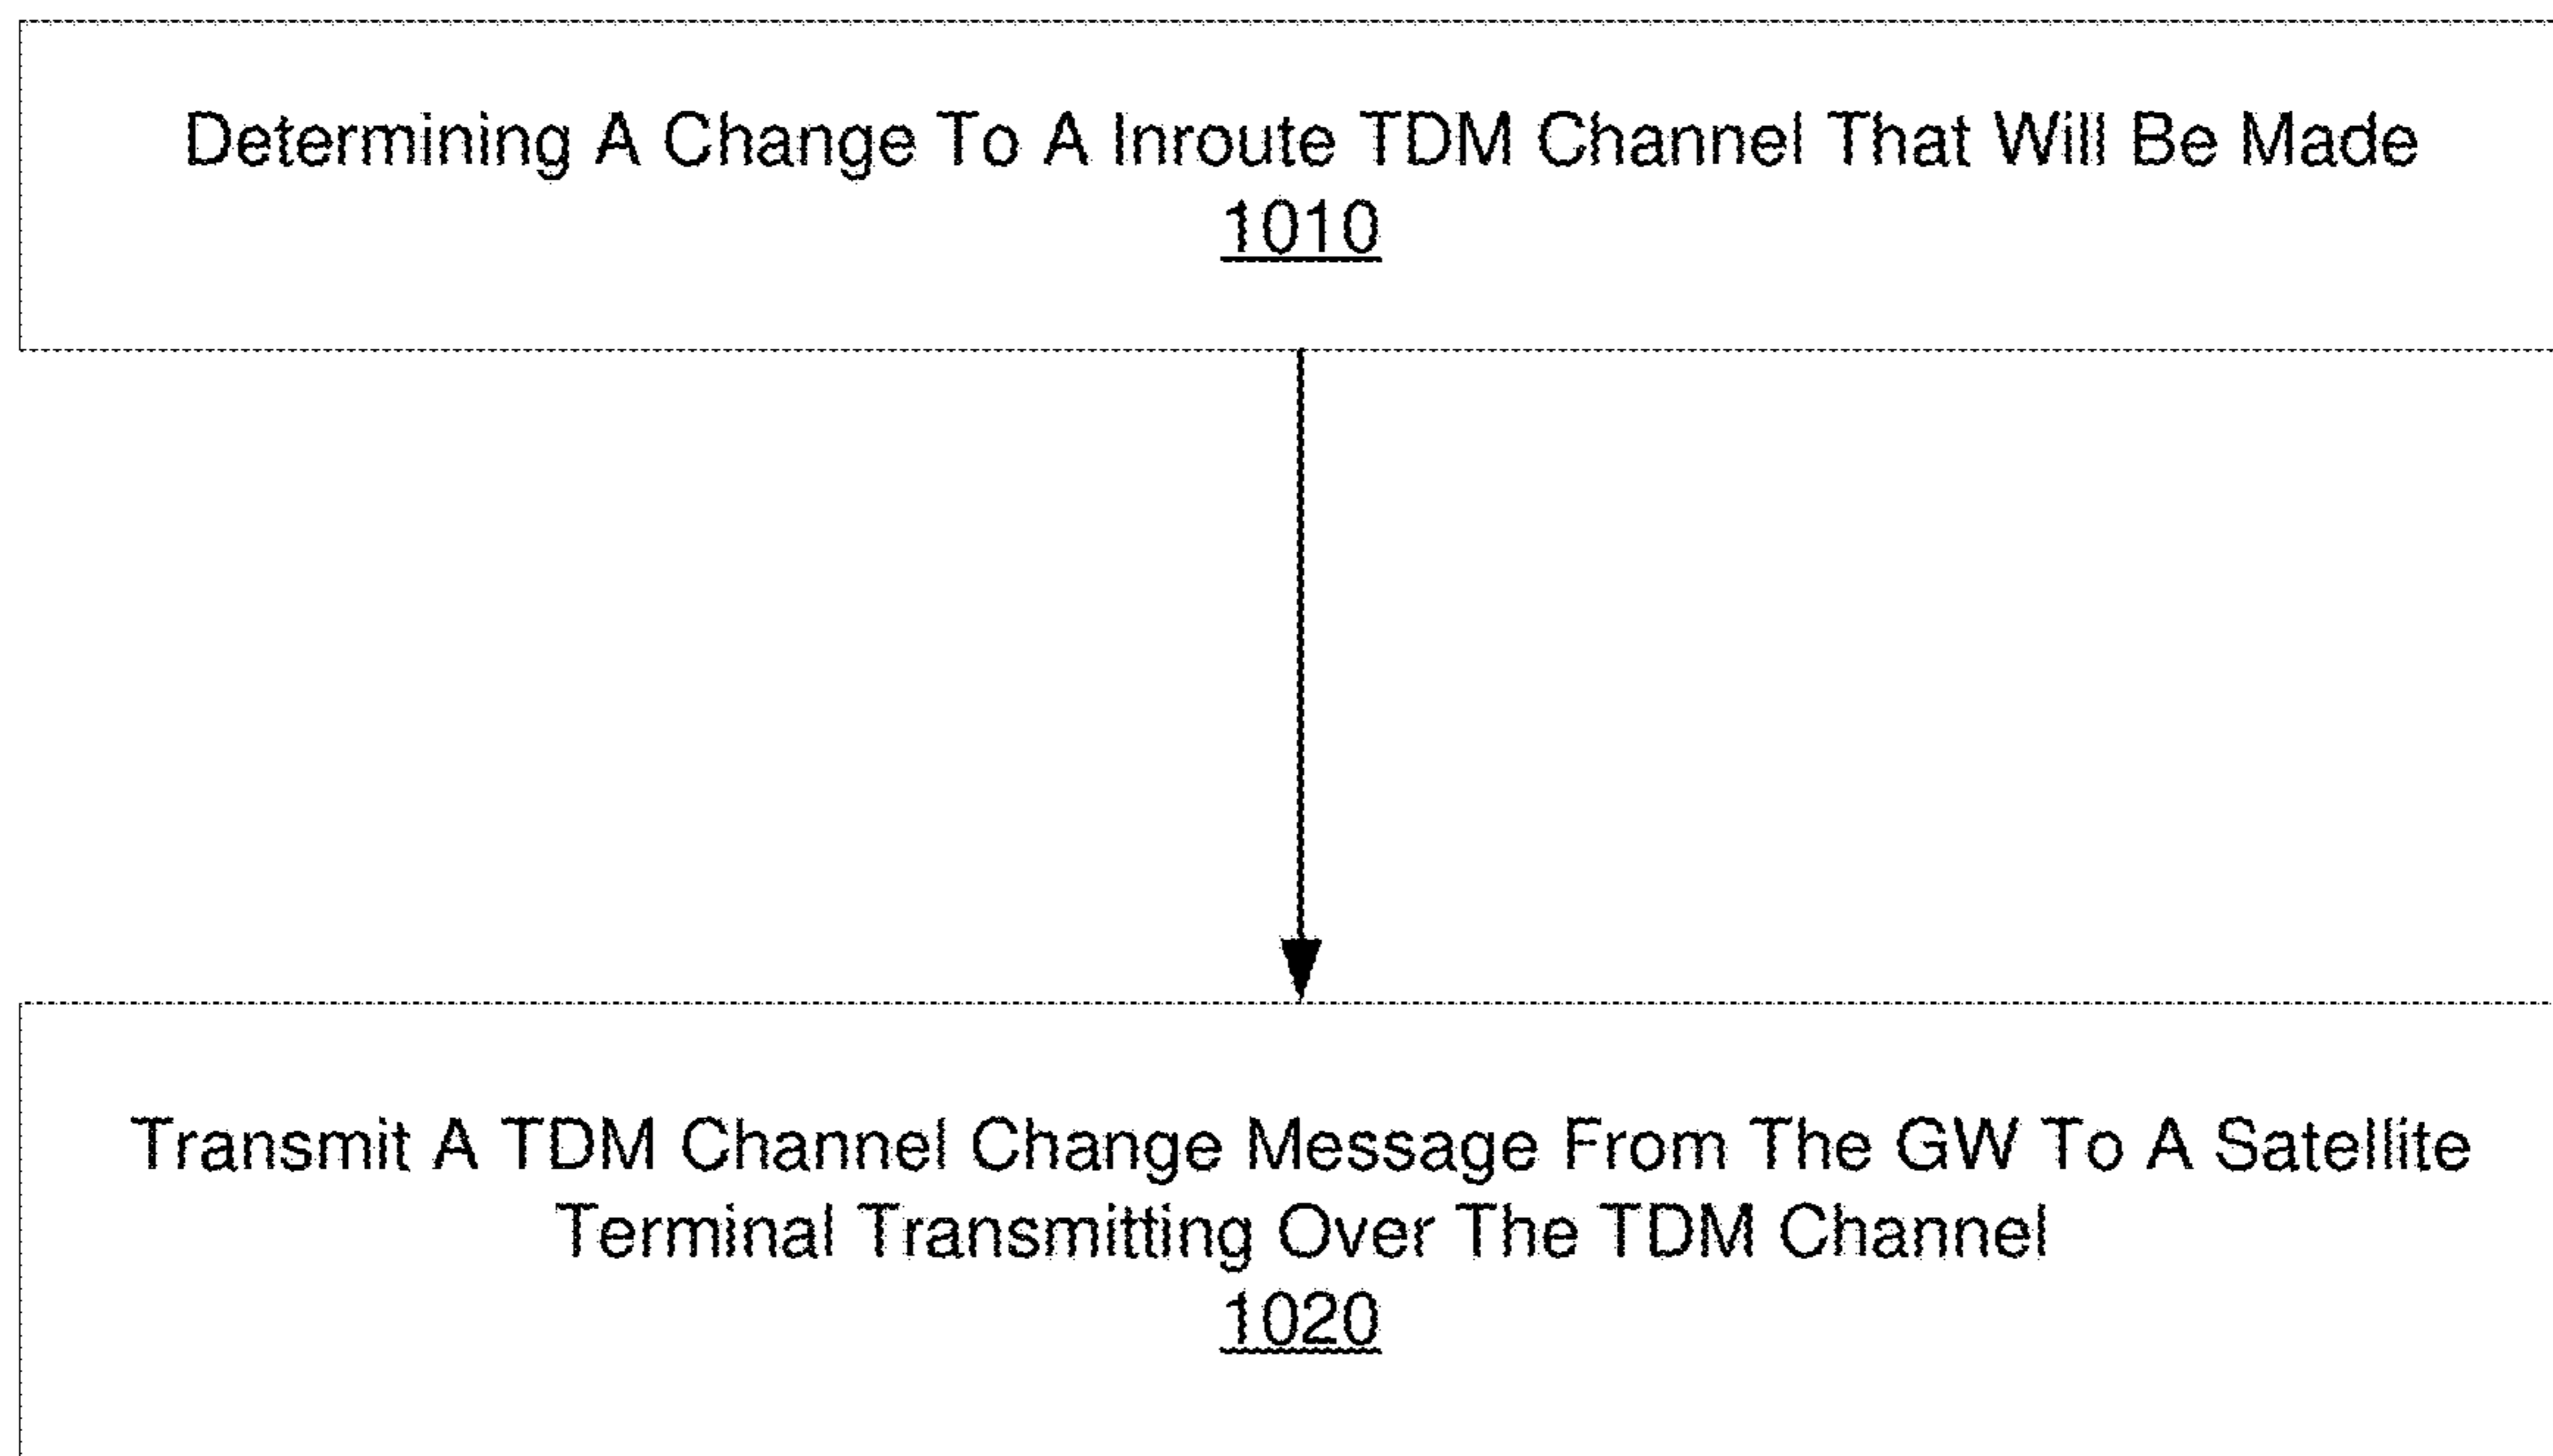 Determining A Change To A Inroute TDM Channel That Will Be Made
1010
Transmit A TDM Channel Change Message From The GW To A Satellite
Terminal Transmitting Over The TDM Channel
1020